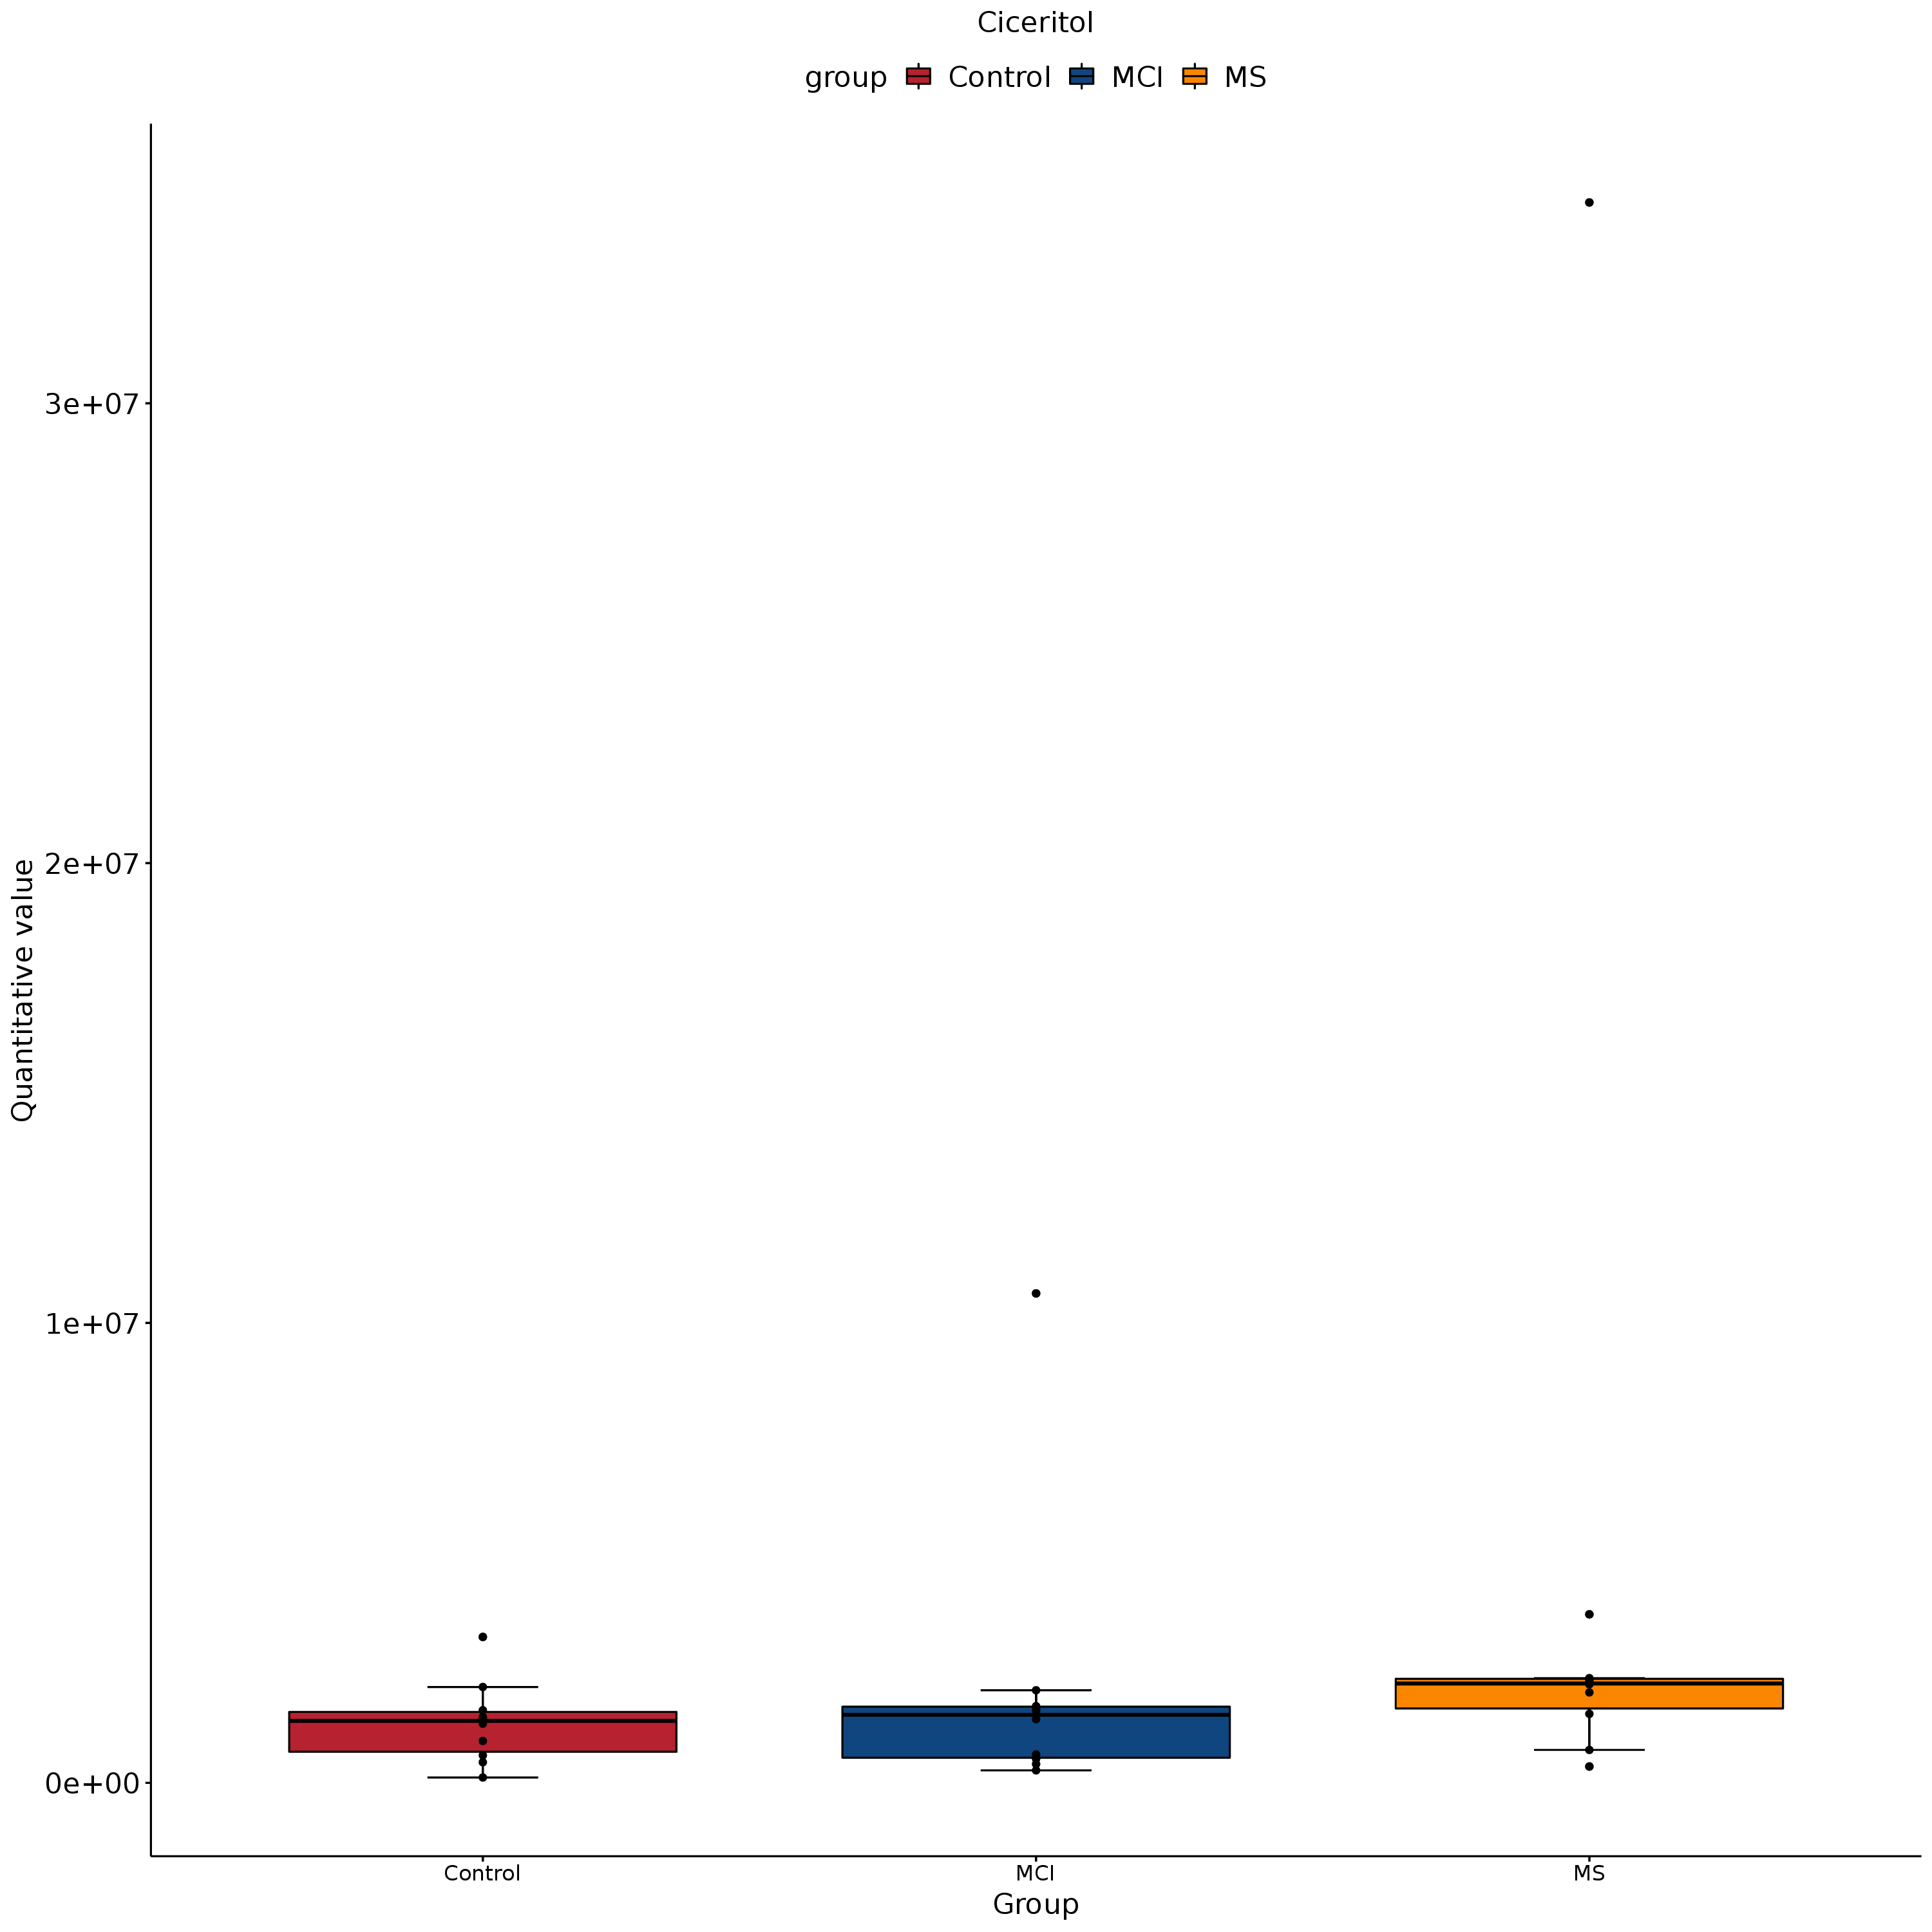 Ciceritol
group Control MCI MS
Quantitative value
3e+07
2e+07
1e+07
0e+00
Control MCI MS
Group